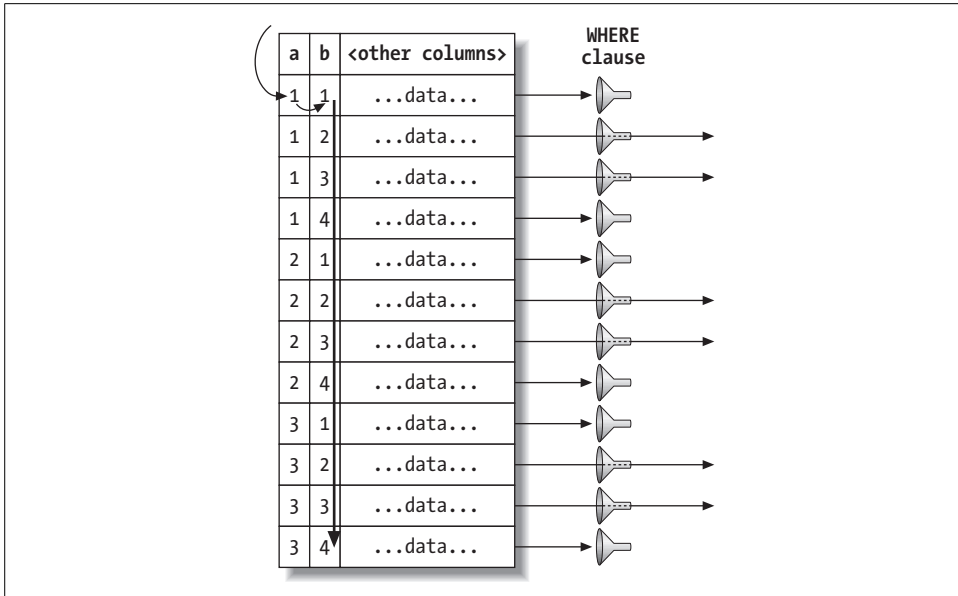 WHERE
clause
a b <other columns>
1 1 ...data...
1 2 ...data...
1 3 ...data...
1 4 ...data...
2 1 ...data...
2 2 ...data...
2 3 ...data...
2 4 ...data...
3 1 ...data...
3 2 ...data...
3 3 ...data...
3 4 ...data...